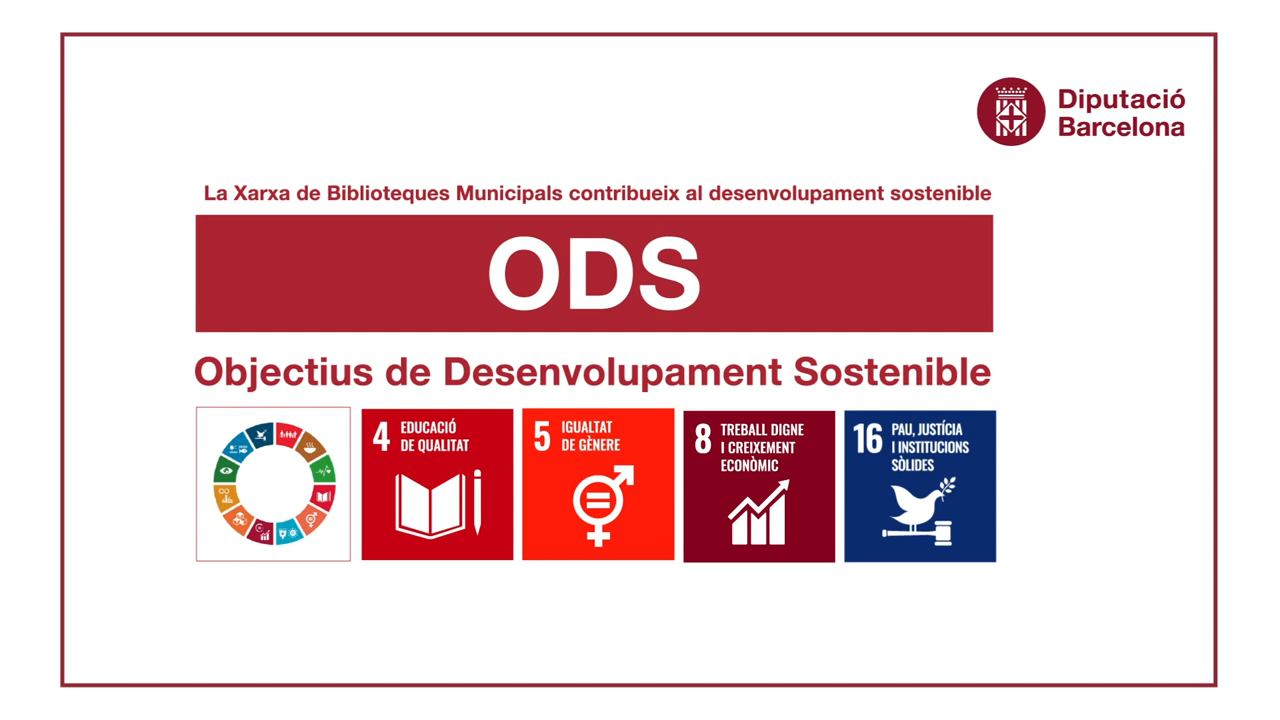 Diputació
Barcelona
La Xarxa de Biblioteques Municipals contribueix al desenvolupament sostenible
ODS
Objectius de Desenvolupament Sostenible
4 EDUCACIÓ
DE QUALITAT
5 IGUALTAT
DE GÈNERE
8 TREBALL DIGNE
I CREIXEMENT
ECONÒMIC
16 PAU, JUSTÍCIA
I INSTITUCIONS
SÒLIDES